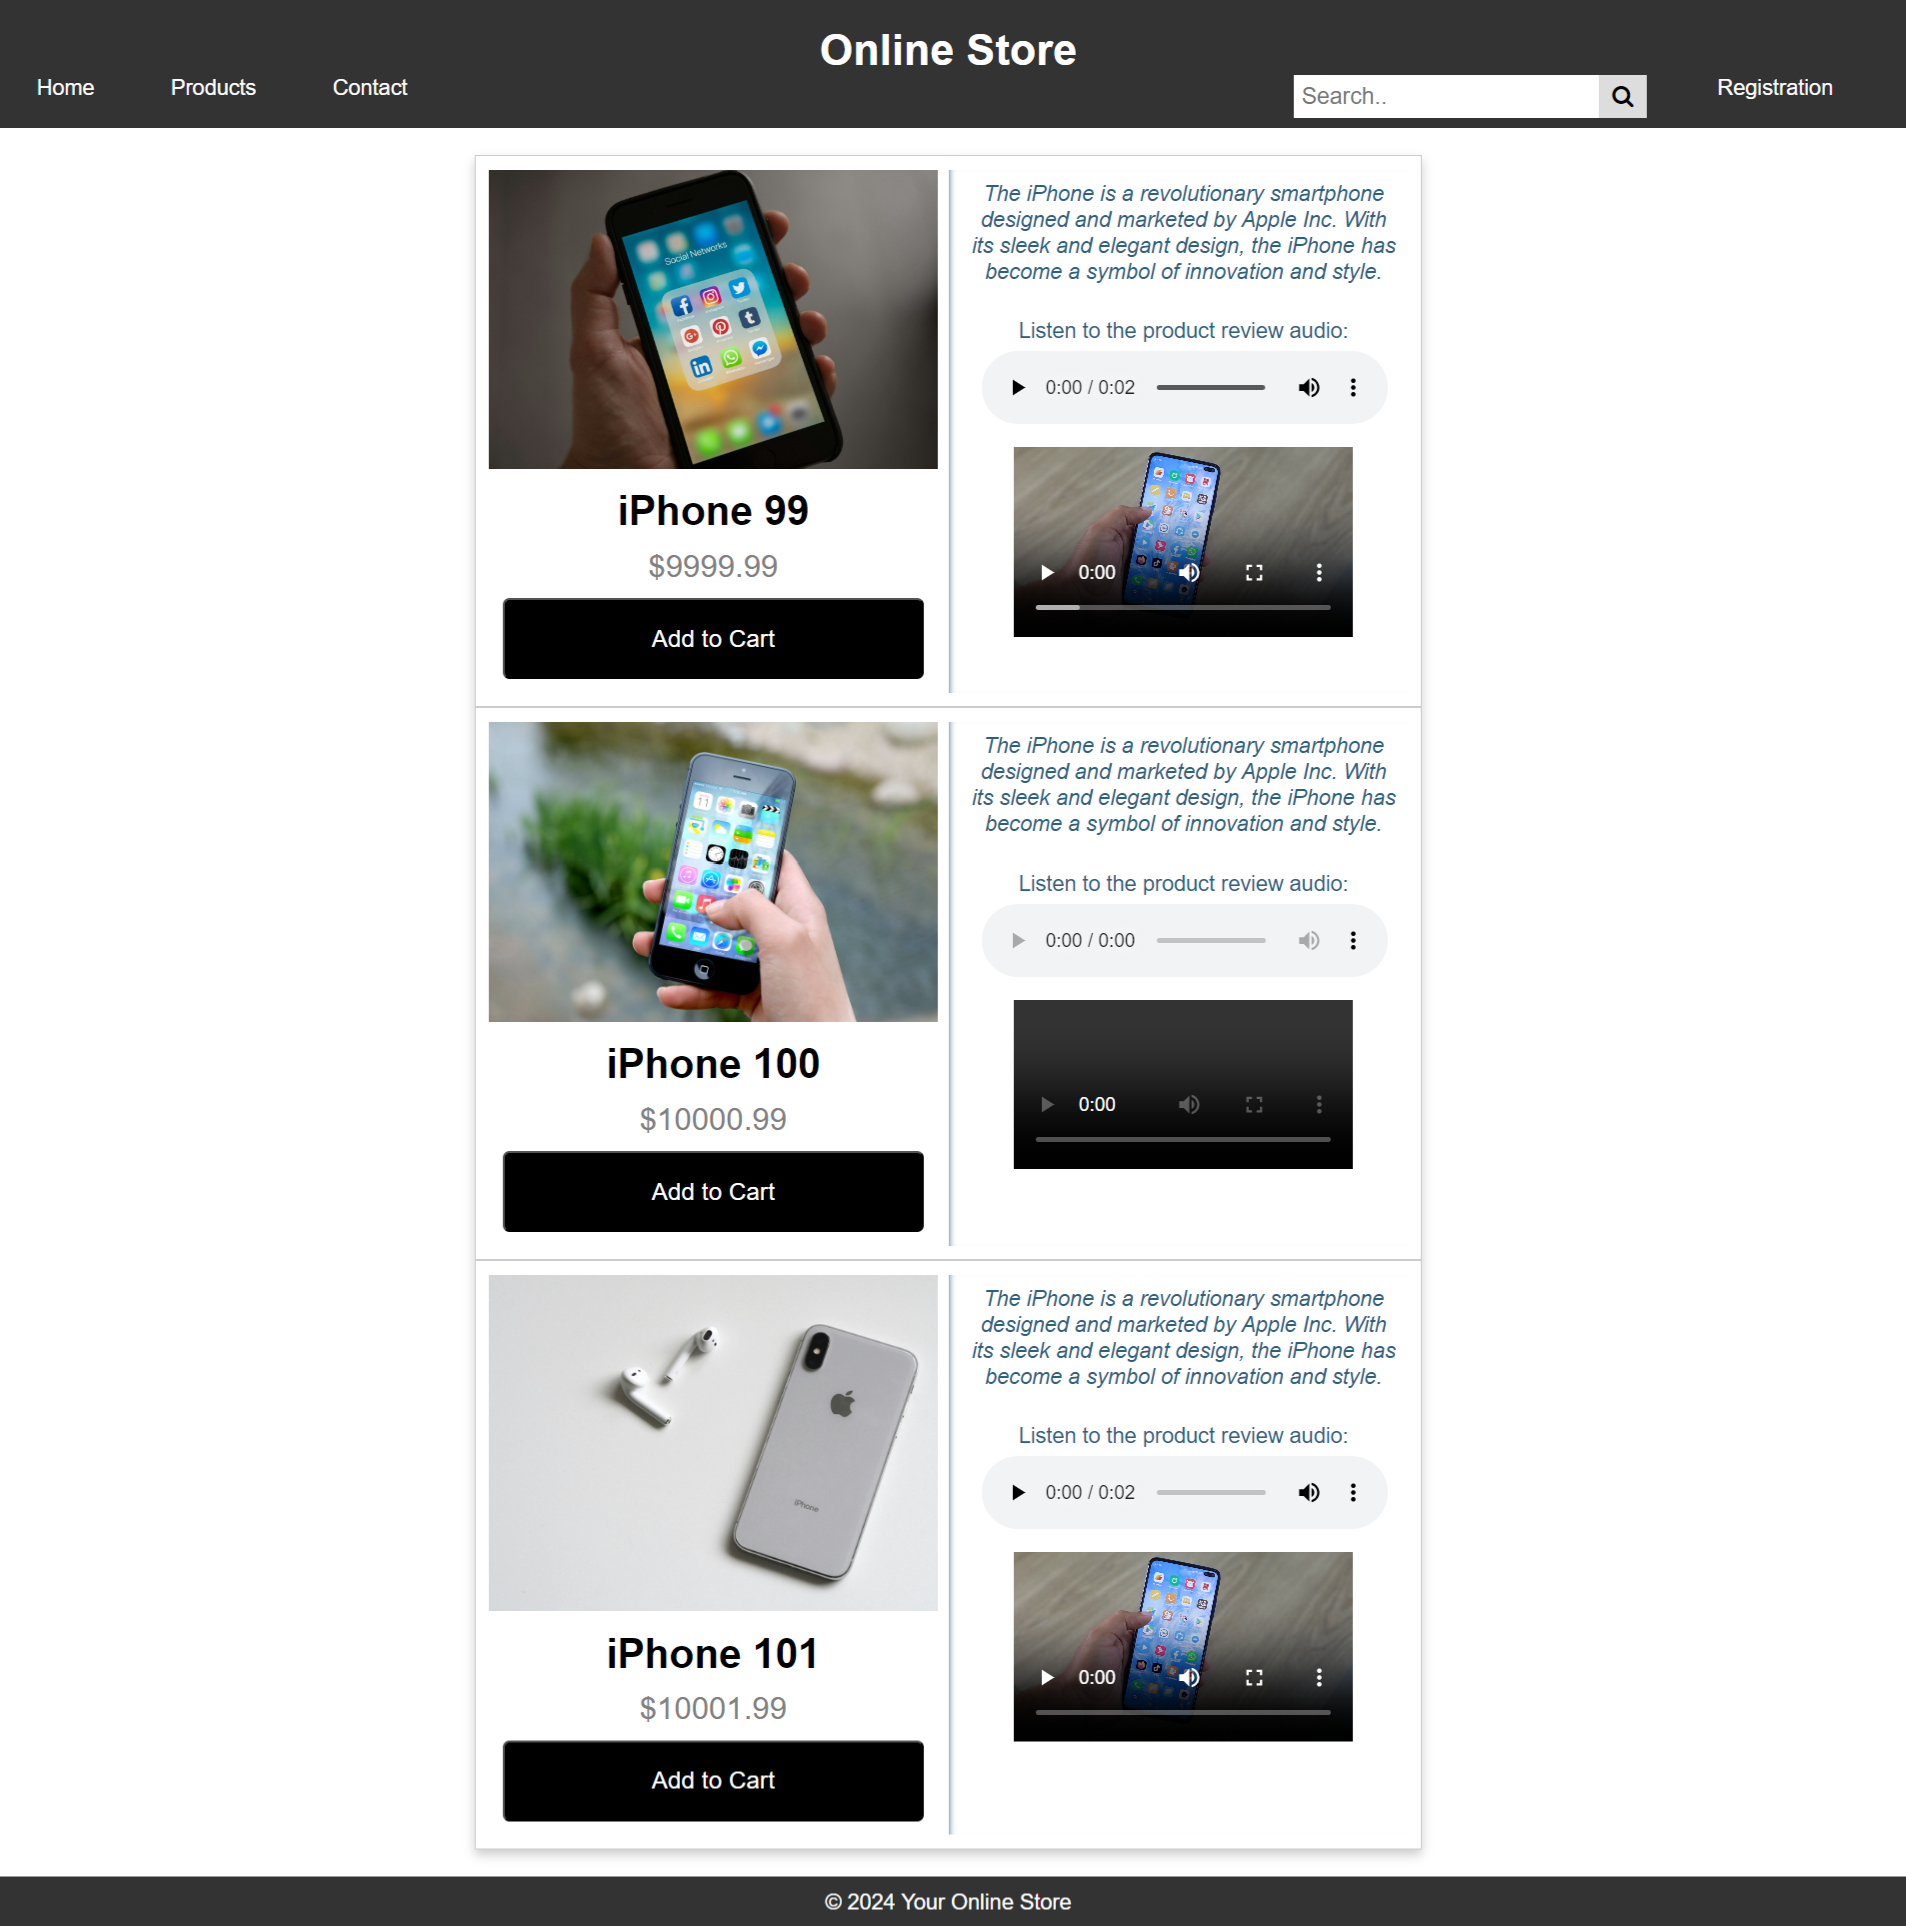 Online Store
Home Products Contact
Search..
Registration
Social Networks
The iPhone is a revolutionary smartphone
designed and marketed by Apple Inc. With
its sleek and elegant design, the iPhone has
become a symbol of innovation and style.
Listen to the product review audio:
0:00 / 0:02
0:00
iPhone 99
$9999.99
Add to Cart
The iPhone is a revolutionary smartphone
designed and marketed by Apple Inc. With
its sleek and elegant design, the iPhone has
become a symbol of innovation and style.
Listen to the product review audio:
0:00 / 0:00
0:00
11
iPhone 100
$10000.99
Add to Cart
The iPhone is a revolutionary smartphone
designed and marketed by Apple Inc. With
its sleek and elegant design, the iPhone has
become a symbol of innovation and style.
Listen to the product review audio:
0:00 / 0:02
0:00
iPhone
iPhone 101
$10001.99
Add to Cart
© 2024 Your Online Store